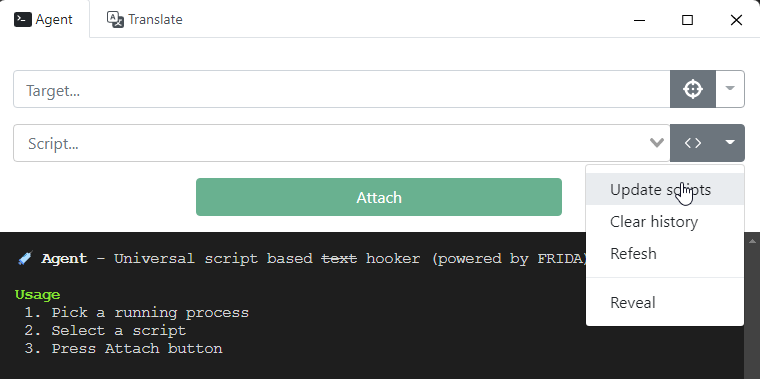 Agent Translate
Target...
Script...
Attach
Update scripts
Clear history
Refesh
Reveal
Agent – Universal script based text hooker (powered by FRIDA)
Usage
1. Pick a running process
2. Select a script
3. Press Attach button